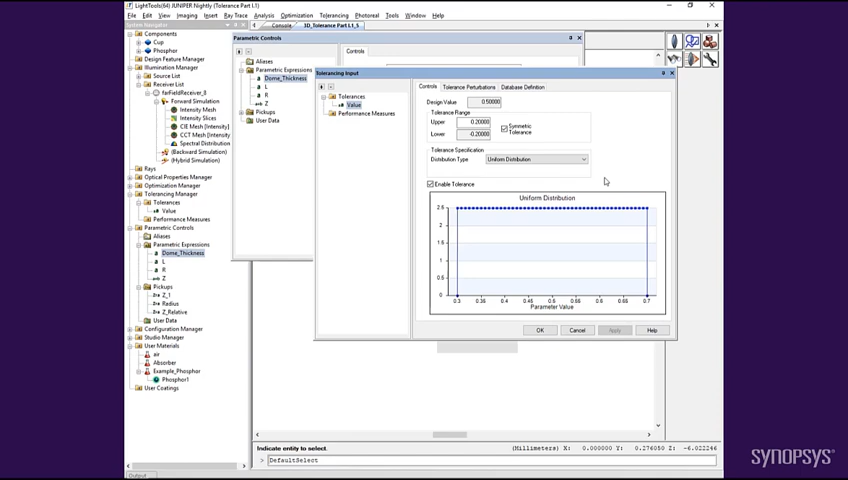 LightTools(64) JUNIPER Nightly (Tolerance Part I.1)
File Edit View Imaging Insert Ray Trace Analysis Optimization Tolerancing Photoreal Tools Window Help
System Navigator
Console
3D_Tolerance Part I.1_5
Components
Cup
Phosphor
Design Feature Manager
Illumination Manager
Source List
Receiver List
farFieldReceiver_8
Forward Simulation
Intensity Mesh
Intensity Slices
CIE Mesh [Intensity]
CCT Mesh [Intensity
Spectral Distribution
(Backward Simulation)
(Hybrid Simulation)
Rays
Optical Properties Manager
Optimization Manager
Tolerancing Manager
Tolerances
Value
Performance Measures
Parametric Controls
Aliases
Parametric Expressions
Dome_Thickness
L
R
Z
Pickups
Z_1
Radius
Z_Relative
User Data
Configuration Manager
Studio Manager
User Materials
air
Absorber
Example_Phosphor
Phosphor1
User Coatings
Output
Parametric Controls
Aliases
Parametric Expressions
Dome_Thickness
L
R
Z
Pickups
User Data
Controls
Tolerancing Input
Tolerances
Value
Performance Measures
Controls Tolerance Perturbations Database Definition
Design Value 0.50000
Tolerance Range
Upper 0.20000
Lower -0.20000
Symmetric
Tolerance
Tolerance Specification
Distribution Type Uniform Distribution
Enable Tolerance
Uniform Distribution
2.5
2
1.5
1
0.5
0
0.3 0.35 0.4 0.45 0.5 0.55 0.6 0.65 0.7
Parameter Value
OK Cancel Apply Help
Indicate entity to select.
(Millimeters) X: 0.000000 Y: 0.276050 Z: -6.022246
> DefaultSelect
SYNOPSYS